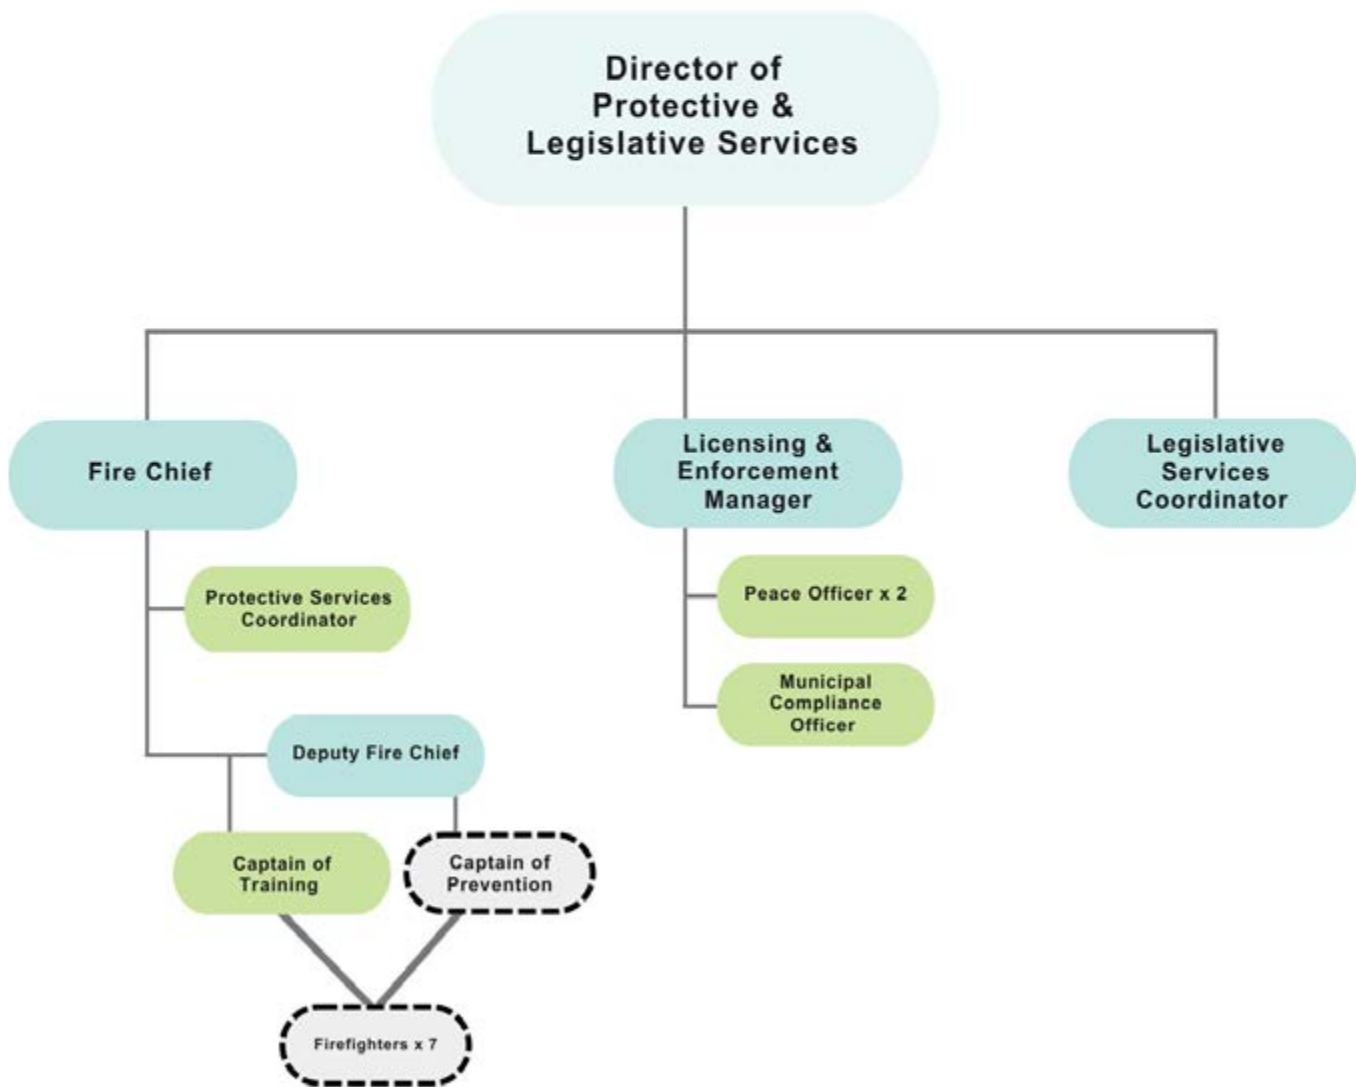 Director of
Protective &
Legislative Services
Fire Chief
Licensing &
Enforcement
Manager
Legislative
Services
Coordinator
Protective Services
Coordinator
Peace Officer x 2
Municipal
Compliance
Officer
Deputy Fire Chief
Captain of
Training
Captain of
Prevention
Firefighters x 7